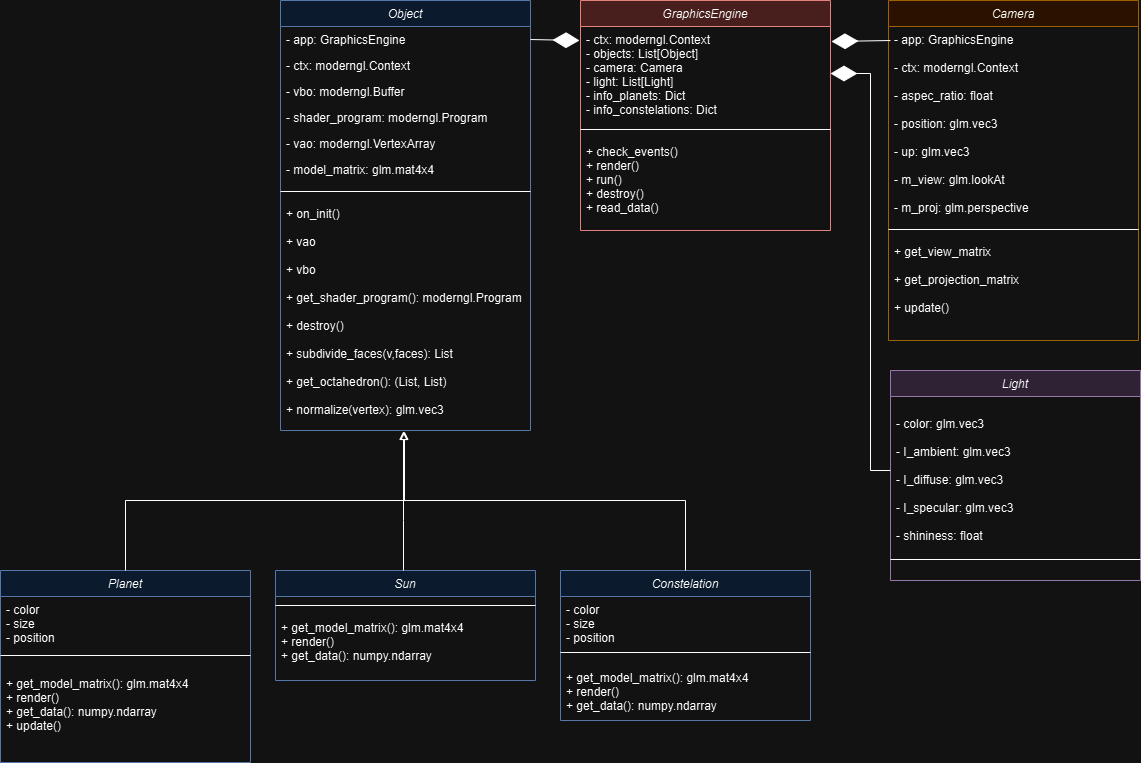 Object
- app: GraphicsEngine
- ctx: moderngl.Context
- vbo: moderngl.Buffer
- shader_program: moderngl.Program
- vao: moderngl.VertexArray
- model_matrix: glm.mat4x4
+ on_init()
+ vao
+ vbo
+ get_shader_program(): moderngl.Program
+ destroy()
+ subdivide_faces(v,faces): List
+ get_octahedron(): (List, List)
+ normalize(vertex): glm.vec3
GraphicsEngine
- ctx: moderngl.Context
- objects: List[Object]
- camera: Camera
- light: List[Light]
- info_planets: Dict
- info_constelations: Dict
+ check_events()
+ render()
+ run()
+ destroy()
+ read_data()
Camera
- app: GraphicsEngine
- ctx: moderngl.Context
- aspec_ratio: float
- position: glm.vec3
- up: glm.vec3
- m_view: glm.lookAt
- m_proj: glm.perspective
+ get_view_matrix
+ get_projection_matrix
+ update()
Light
- color: glm.vec3
- I_ambient: glm.vec3
- I_diffuse: glm.vec3
- I_specular: glm.vec3
- shininess: float
Planet
- color
- size
- position
+ get_model_matrix(): glm.mat4x4
+ render()
+ get_data(): numpy.ndarray
+ update()
Sun
+ get_model_matrix(): glm.mat4x4
+ render()
+ get_data(): numpy.ndarray
Constelation
- color
- size
- position
+ get_model_matrix(): glm.mat4x4
+ render()
+ get_data(): numpy.ndarray